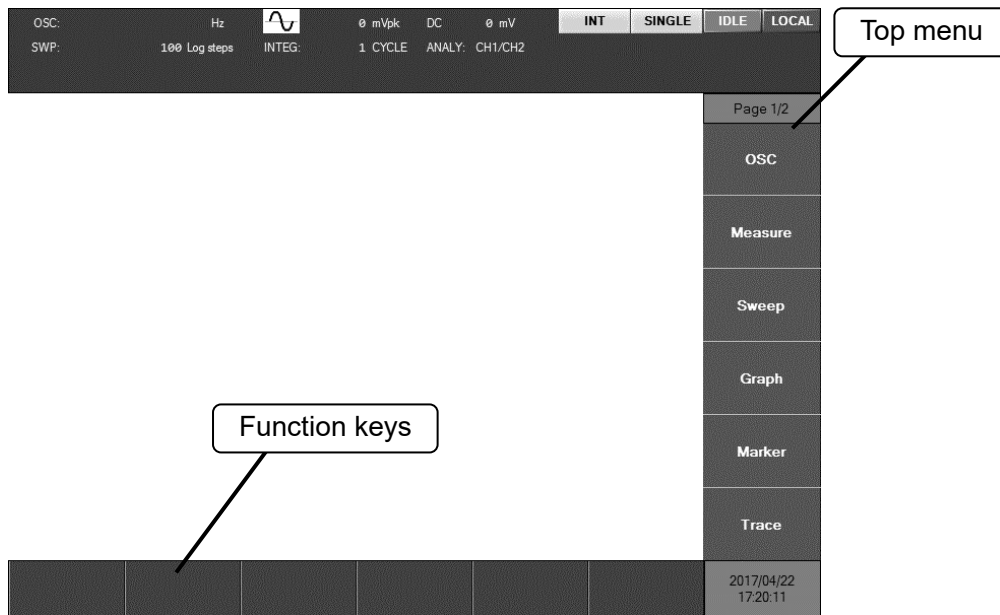 OSC: Hz 0 mVpk DC 0 mV INT SINGLE IDLE LOCAL
SWP: 100 Log steps INTEG: 1 CYCLE ANALY: CH1/CH2
Top menu
Page 1/2
OSC
Measure
Sweep
Graph
Function keys
Marker
Trace
2017/04/22
17:20:11